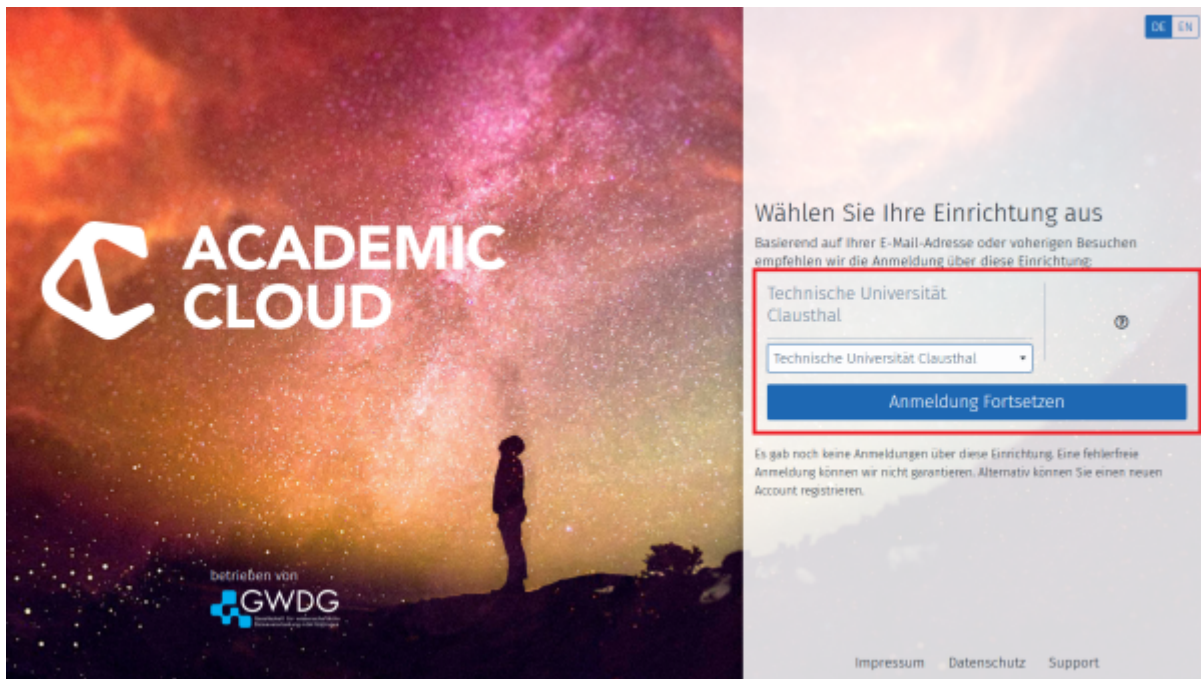 DE EN
ACADEMIC
CLOUD
betrieben von
GWDG
Wählen Sie Ihre Einrichtung aus
Basierend auf Ihrer E-Mail-Adresse oder voherigen Besuchen
empfehlen wir die Anmeldung über diese Einrichtung:
Technische Universität
Clausthal
Technische Universität Clausthal
Anmeldung Fortsetzen
Es gab noch keine Anmeldungen über diese Einrichtung. Eine fehlerfreie
Anmeldung können wir nicht garantieren. Alternativ können Sie einen neuen
Account registrieren.
Impressum Datenschutz Support